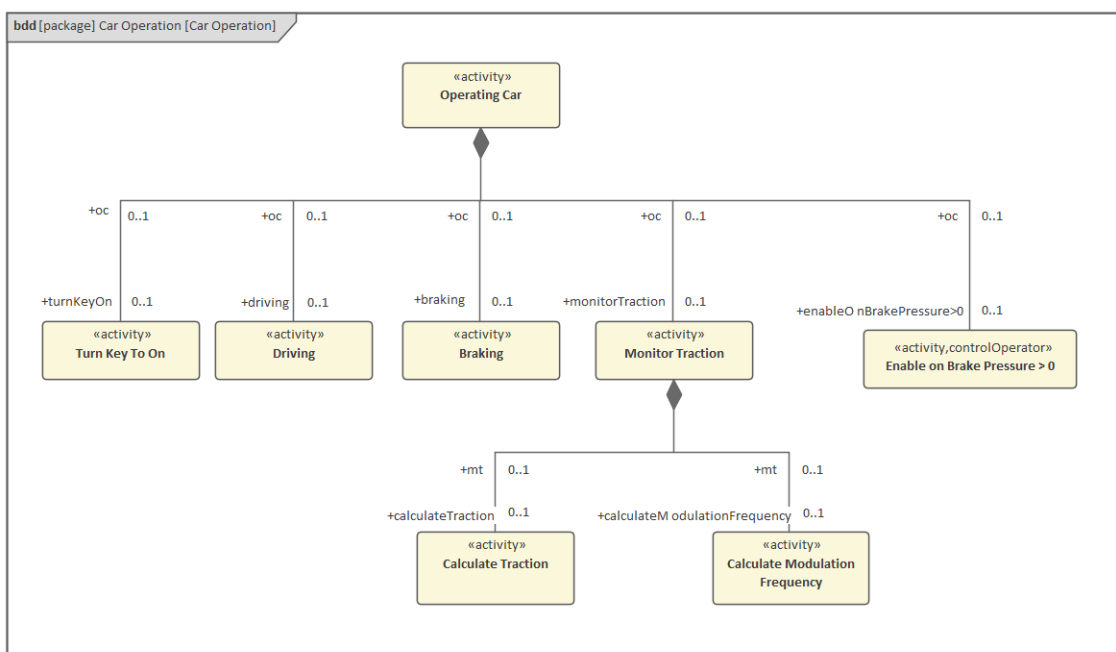 bdd [package] Car Operation [Car Operation]
«activity»
Operating Car
+oc 0..1 +oc 0..1 +oc 0..1 +oc 0..1 +oc 0..1
+turnKeyOn 0..1 +driving 0..1 +braking 0..1 +monitorTraction 0..1 +enableO nBrakePressure>0 0..1
«activity» «activity» «activity» «activity» «activity,controlOperator»
Turn Key To On Driving Braking Monitor Traction Enable on Brake Pressure > 0
+mt 0..1 +mt 0..1
+calculateTraction 0..1 +calculateM odulationFrequency 0..1
«activity» «activity»
Calculate Traction Calculate Modulation
Frequency